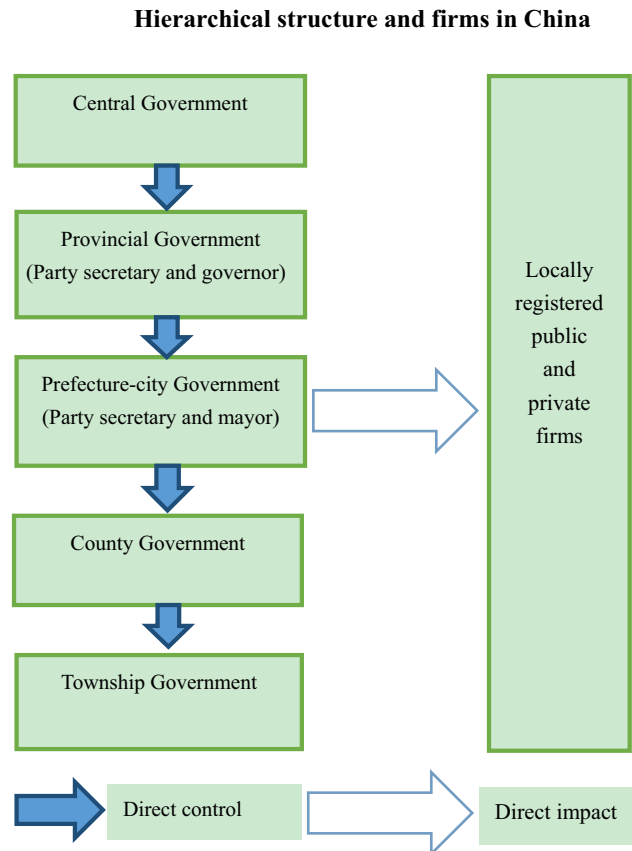 Hierarchical structure and firms in China
Central Government
Provincial Government
(Party secretary and governor)
Prefecture-city Government
(Party secretary and mayor)
County Government
Township Government
Locally
registered
public
and
private
firms
Direct control
Direct impact